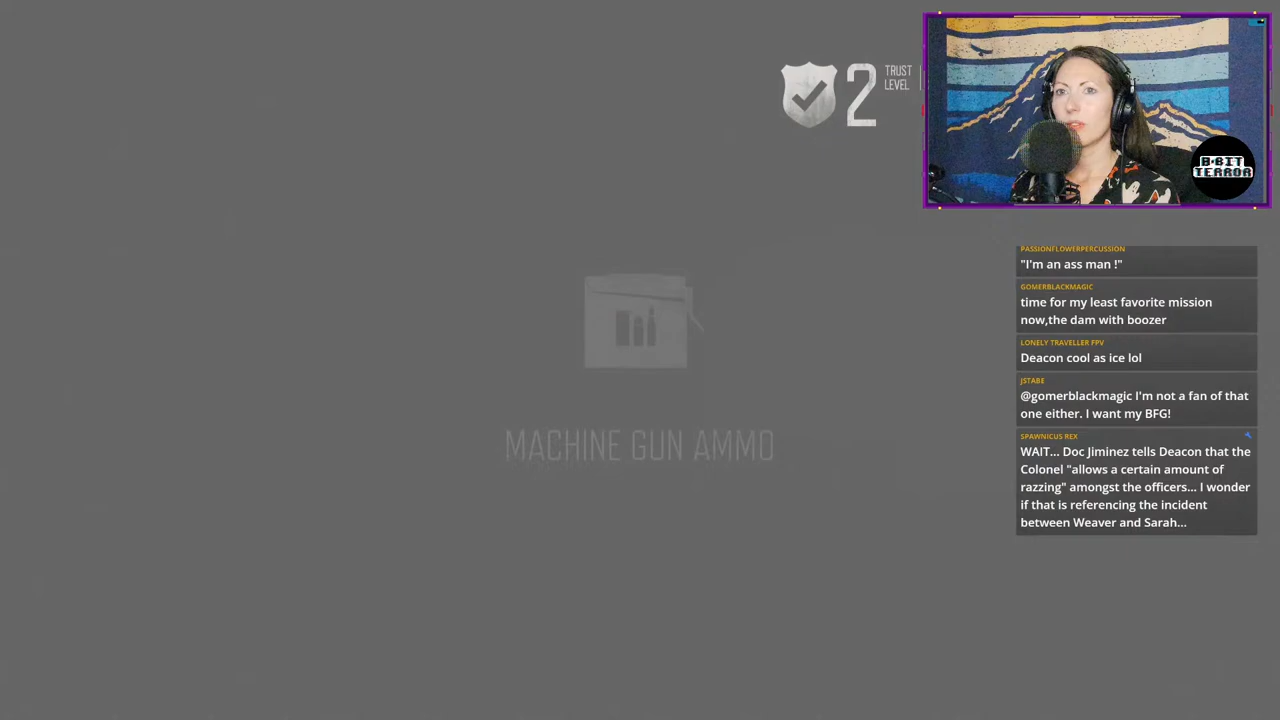 2
TRUST
LEVEL
8-BIT
TERROR
PASSIONFLOWERPERCUSSION
"I'm an ass man !"
GOMERBLACKMAGIC
time for my least favorite mission
now,the dam with boozer
LONELY TRAVELLER FPV
Deacon cool as ice lol
JSTABE
@gomerblackmagic I'm not a fan of that
one either. I want my BFG!
SPAWNICUS REX
WAIT... Doc Jiminez tells Deacon that the
Colonel "allows a certain amount of
razzing" amongst the officers... I wonder
if that is referencing the incident
between Weaver and Sarah...
MACHINE GUN AMMO